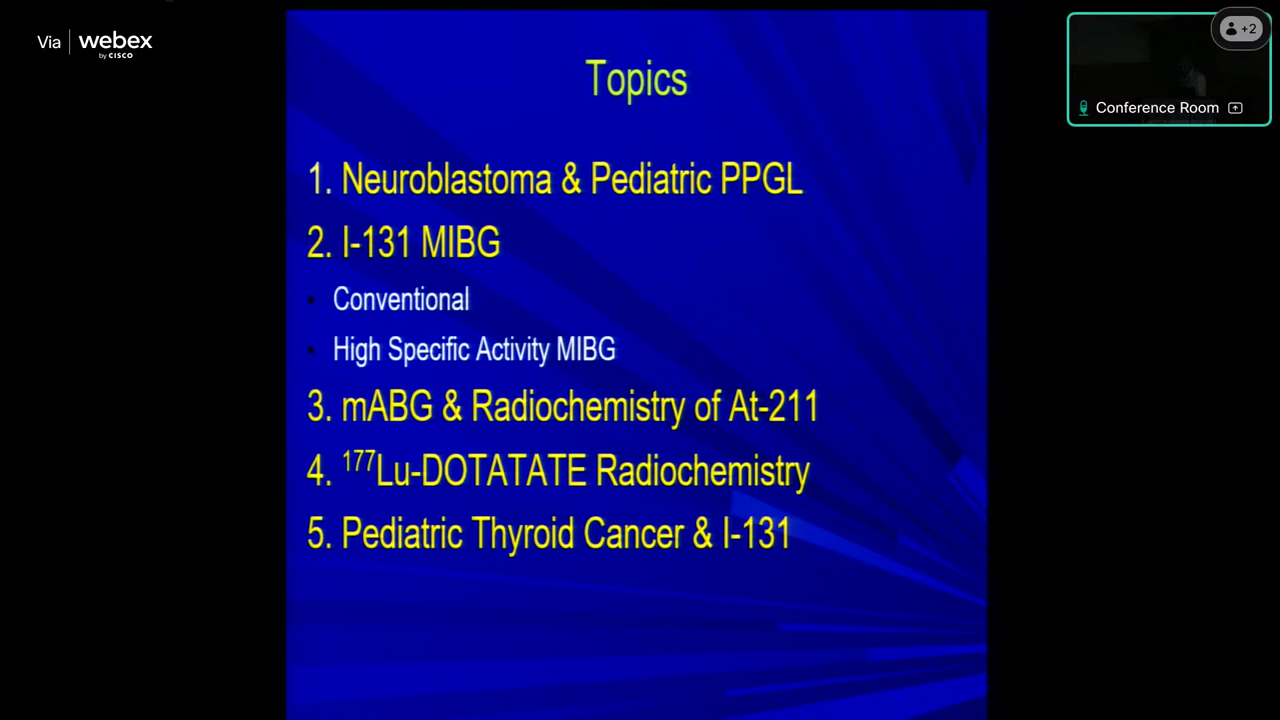 Via webex
by CISCO
+2
Conference Room
Topics
1. Neuroblastoma & Pediatric PPGL
2. I-131 MIBG
• Conventional
• High Specific Activity MIBG
3. mABG & Radiochemistry of At-211
4. ¹⁷⁷Lu-DOTATATE Radiochemistry
5. Pediatric Thyroid Cancer & I-131